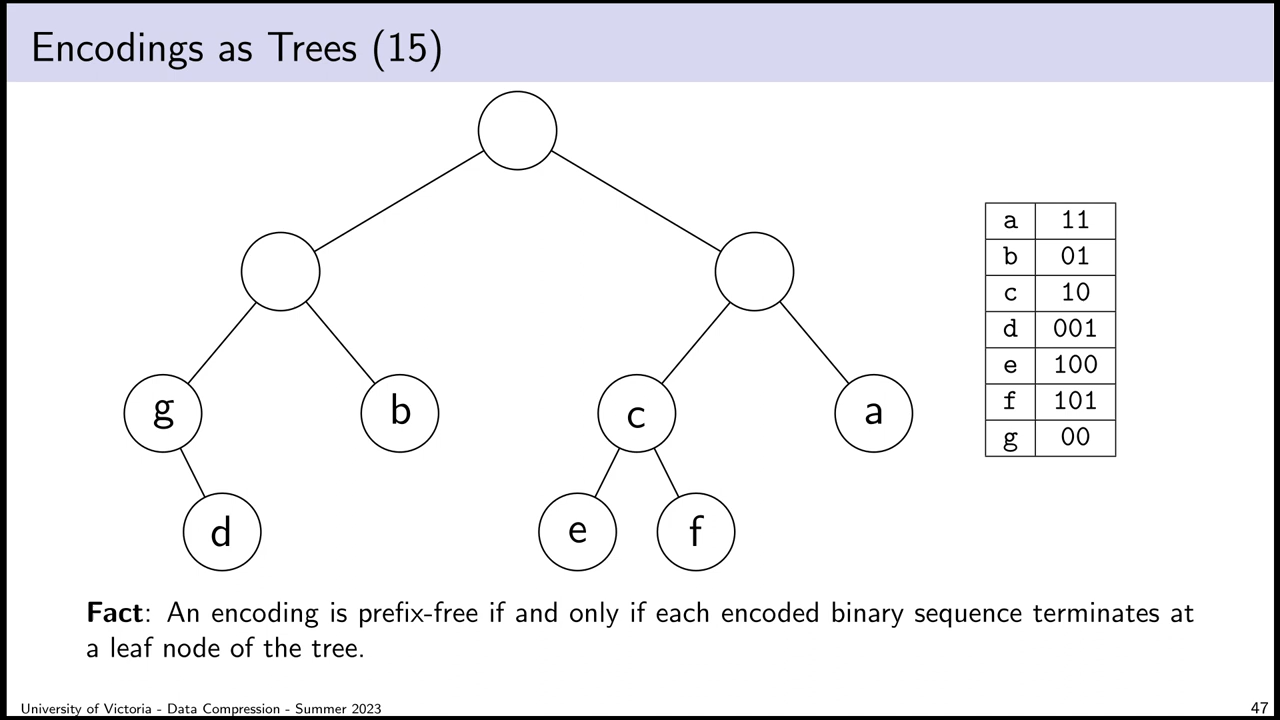 Encodings as Trees (15)
g
b
c
a
d
e
f
a 11
b 01
c 10
d 001
e 100
f 101
g 00
Fact: An encoding is prefix-free if and only if each encoded binary sequence terminates at
a leaf node of the tree.
University of Victoria - Data Compression - Summer 2023
47